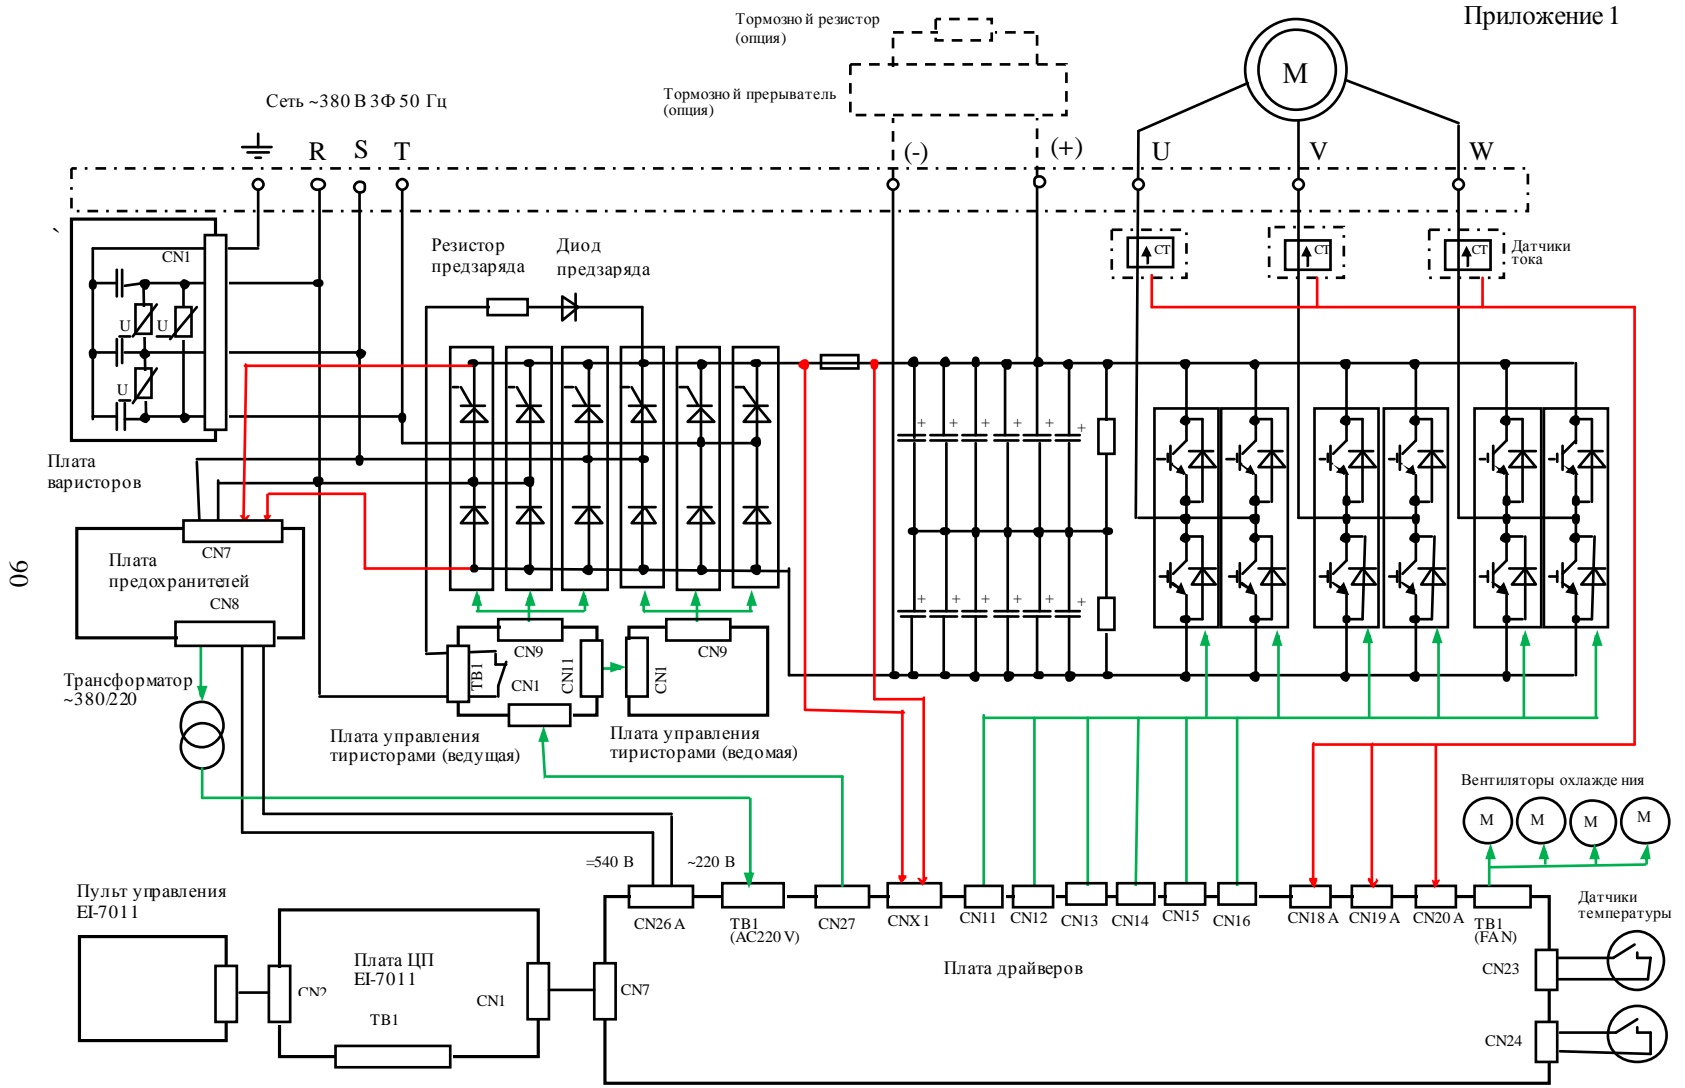 Приложение 1
Тормозной резистор
(опция)
M
Тормозной прерыватель
(опция)
Сеть ~380 В 3Ф 50 Гц
R
S
T
(-)
(+)
U
V
W
CN1
U
U
U
Резистор
предзаряда
Диод
предзаряда
CT
CT
CT
Датчики
тока
Плата
варисторов
+
+
+
+
+
+
+
+
+
+
+
+
CN7
Плата
предохранителей
CN8
90
CN9
TB1
CN1
CN11
CN1
CN9
Трансформатор
~380/220
Плата управления
тиристорами (ведущая)
Плата управления
тиристорами (ведомая)
Вентиляторы охлаждения
M
M
M
M
=540 В
~220 В
Пульт управления
EI-7011
CN26 A
TB1
(AC220 V)
CN27
CNX1
CN11
CN12
CN13
CN14
CN15
CN16
CN18 A
CN19 A
CN20 A
TB1
(FAN)
Датчики
температуры
Плата ЦП
EI-7011
CN2
CN1
TB1
CN7
Плата драйверов
CN23
CN24